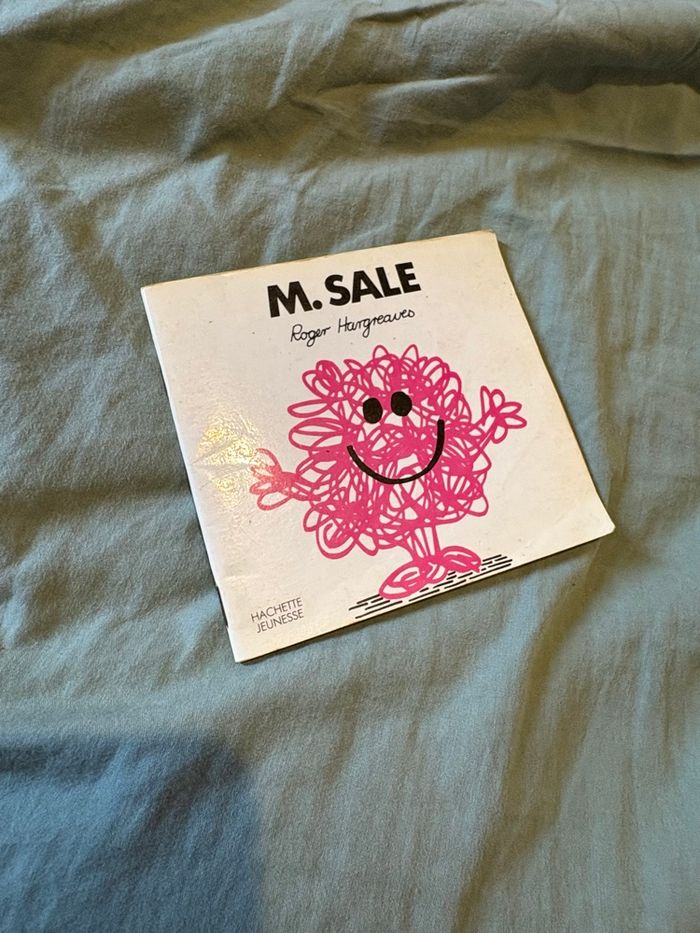 M. SALE
Roger Hargreaves
HACHETTE
JEUNESSE